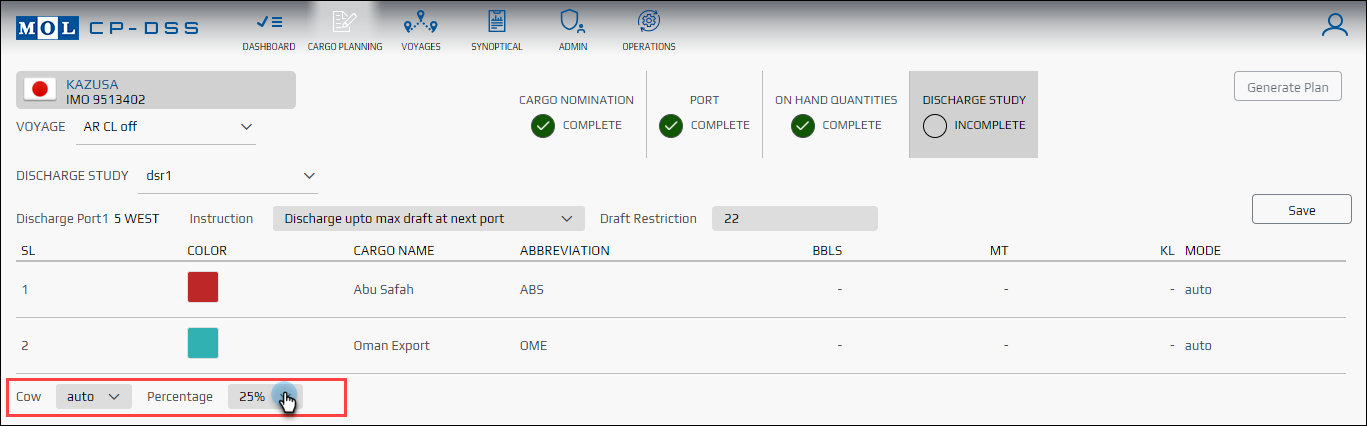 MOL CP-DSS
DASHBOARD CARGO PLANNING VOYAGES SYNOPTICAL ADMIN OPERATIONS
KAZUSA
IMO 9513402
VOYAGE AR CL off
CARGO NOMINATION PORT ON HAND QUANTITIES DISCHARGE STUDY
COMPLETE COMPLETE COMPLETE INCOMPLETE
Generate Plan
DISCHARGE STUDY dsr1
Discharge Port1 5 WEST Instruction Discharge upto max draft at next port Draft Restriction 22
Save
SL COLOR CARGO NAME ABBREVIATION BBLS MT KL MODE
1 Abu Safah ABS - - - auto
2 Oman Export OME - - - auto
Cow auto Percentage 25%